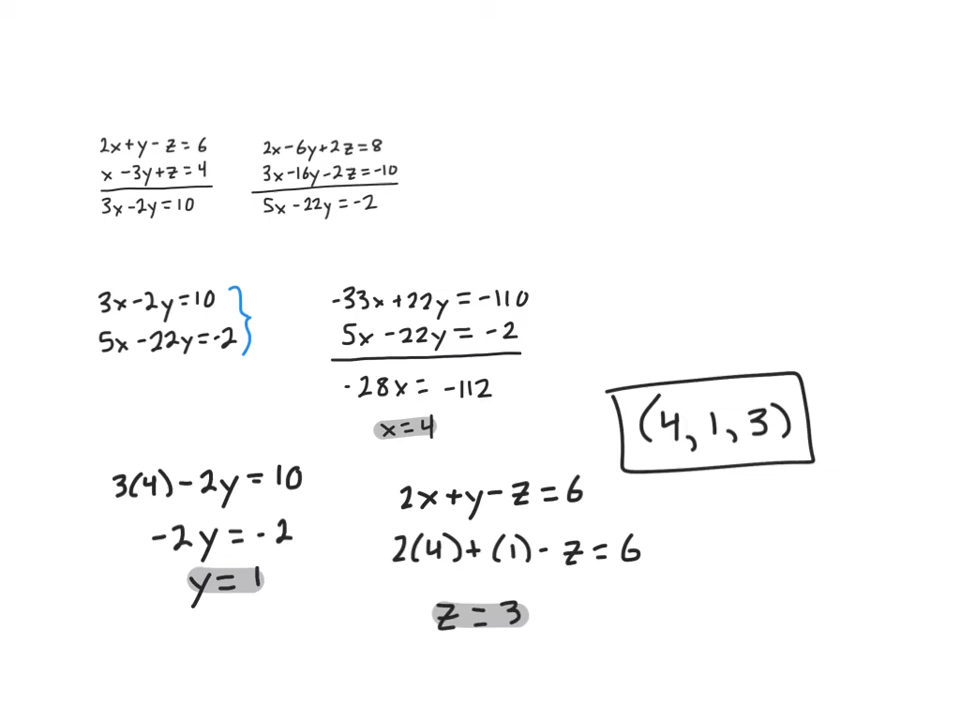 2x+y-z=6
x-3y+z=4
3x-2y=10
2x-6y+2z=8
3x-16y-2z=-10
5x-22y=-2
3x-2y=10
5x-22y=-2
-33x+22y=-110
5x-22y=-2
-28x=-112
x=4
(4,1,3)
3(4)-2y=10
-2y=-2
y=1
2x+y-z=6
2(4)+(1)-z=6
z=3